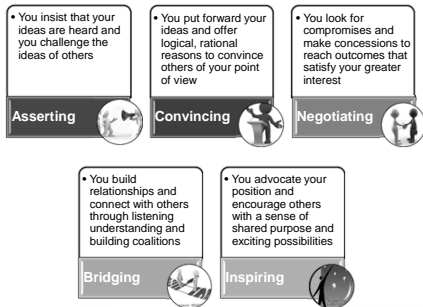 • You insist that your
ideas are heard and
you challenge the
ideas of others
Asserting
• You put forward your
ideas and offer
logical, rational
reasons to convince
others of your point
of view
Convincing
• You look for
compromises and
make concessions to
reach outcomes that
satisfy your greater
interest
Negotiating
• You build
relationships and
connect with others
through listening
understanding and
building coalitions
Bridging
• You advocate your
position and
encourage others
with a sense of
shared purpose and
exciting possibilities
Inspiring